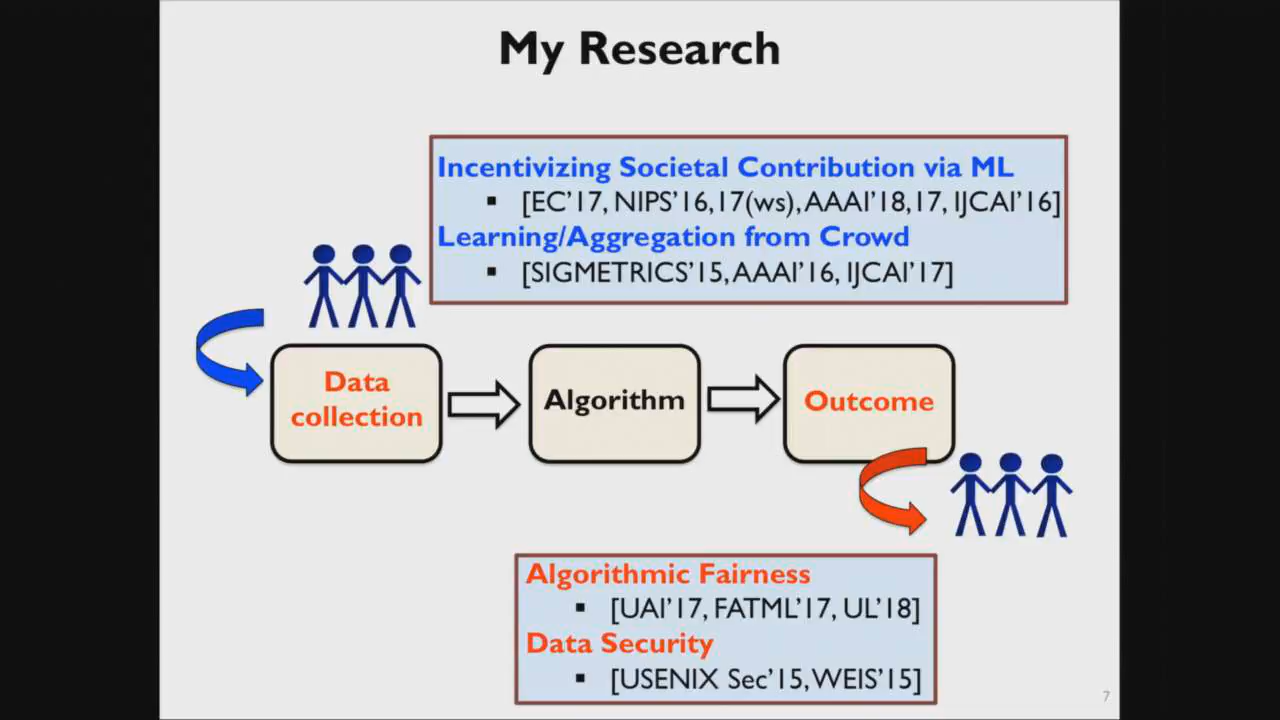 My Research
Incentivizing Societal Contribution via ML
▪ [EC'17, NIPS'16,17(ws), AAAI'18,17, IJCAI'16]
Learning/Aggregation from Crowd
▪ [SIGMETRICS'15, AAAI'16, IJCAI'17]
Data
collection
Algorithm
Outcome
Algorithmic Fairness
▪ [UAI'17, FATML'17, UL'18]
Data Security
▪ [USENIX Sec'15, WEIS'15]
7